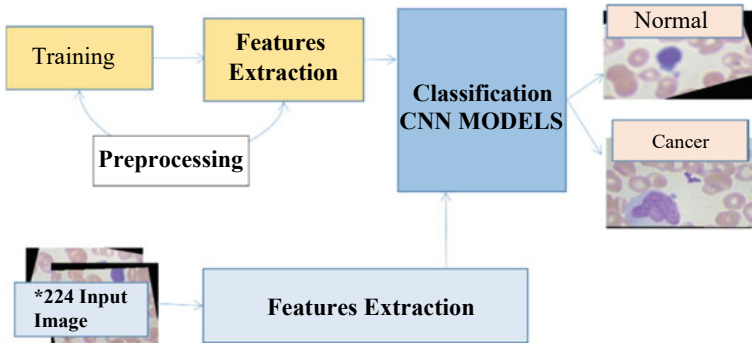 Training
Features
Extraction
Preprocessing
Classification
CNN MODELS
Normal
Cancer
*224 Input
Image
Features Extraction